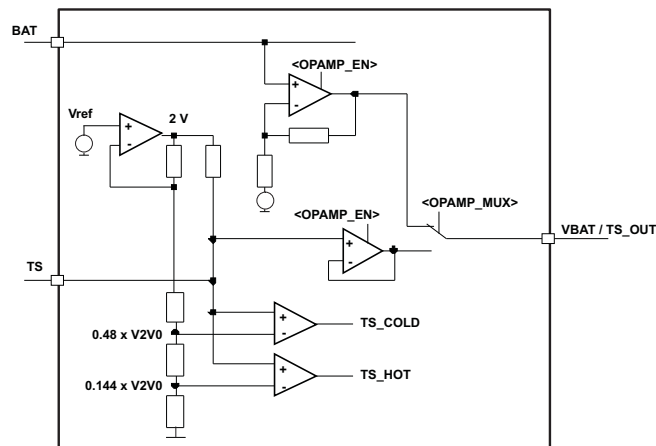 BAT
<OPAMP_EN>
+
-
Vref
2 V
+
-
<OPAMP_EN>
<OPAMP_MUX>
+
-
VBAT / TS_OUT
TS
+
-
TS_COLD
0.48 x V2V0
+
-
TS_HOT
0.144 x V2V0